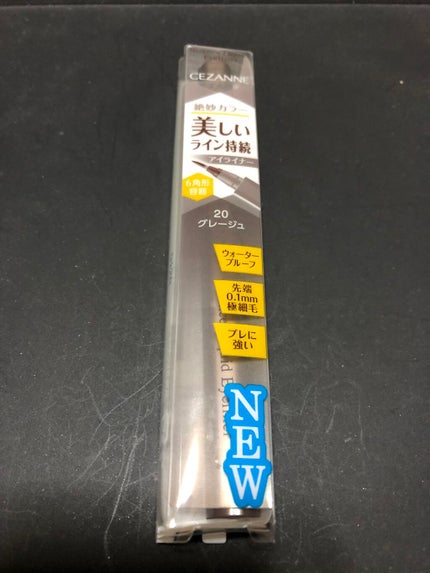 CEZANNE
絶妙カラー
美しい
ライン持続
アイライナー
6角形
容器
20
グレージュ
ウォーター
プルーフ
先端
0.1mm
極細毛
ブレに
強い
NEW